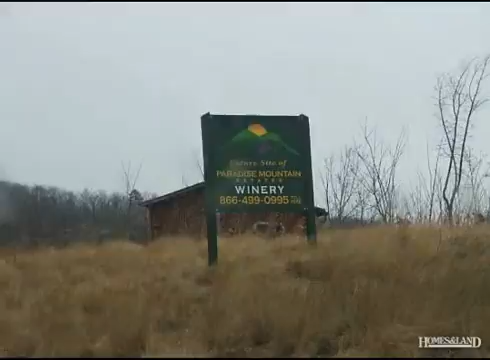 Future Site of
PARADISE MOUNTAIN
ESTATES
WINERY
866-499-0995
HOMES&LAND